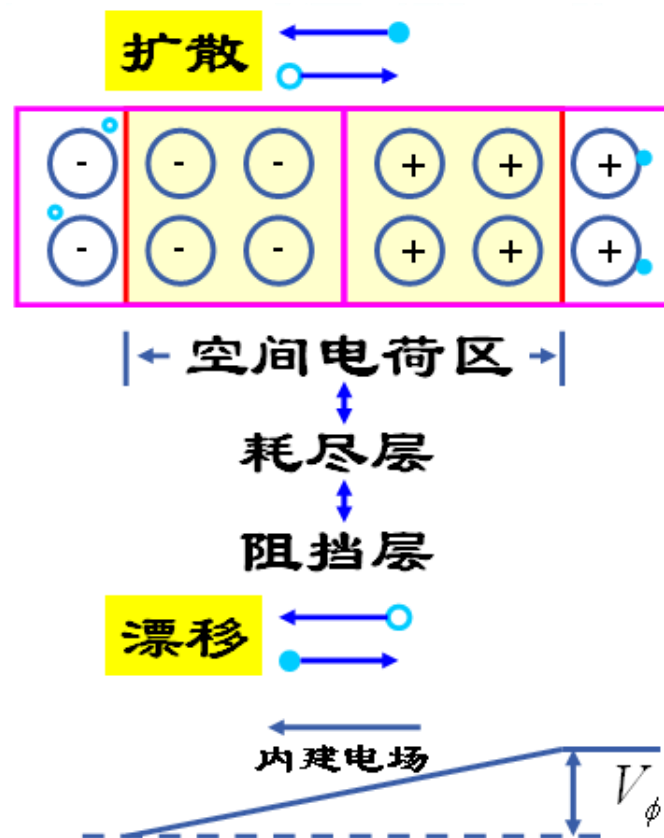 扩散
- - - + + +
- - - + + +
空间电荷区
耗尽层
阻挡层
漂移
内建电场
V_ϕ